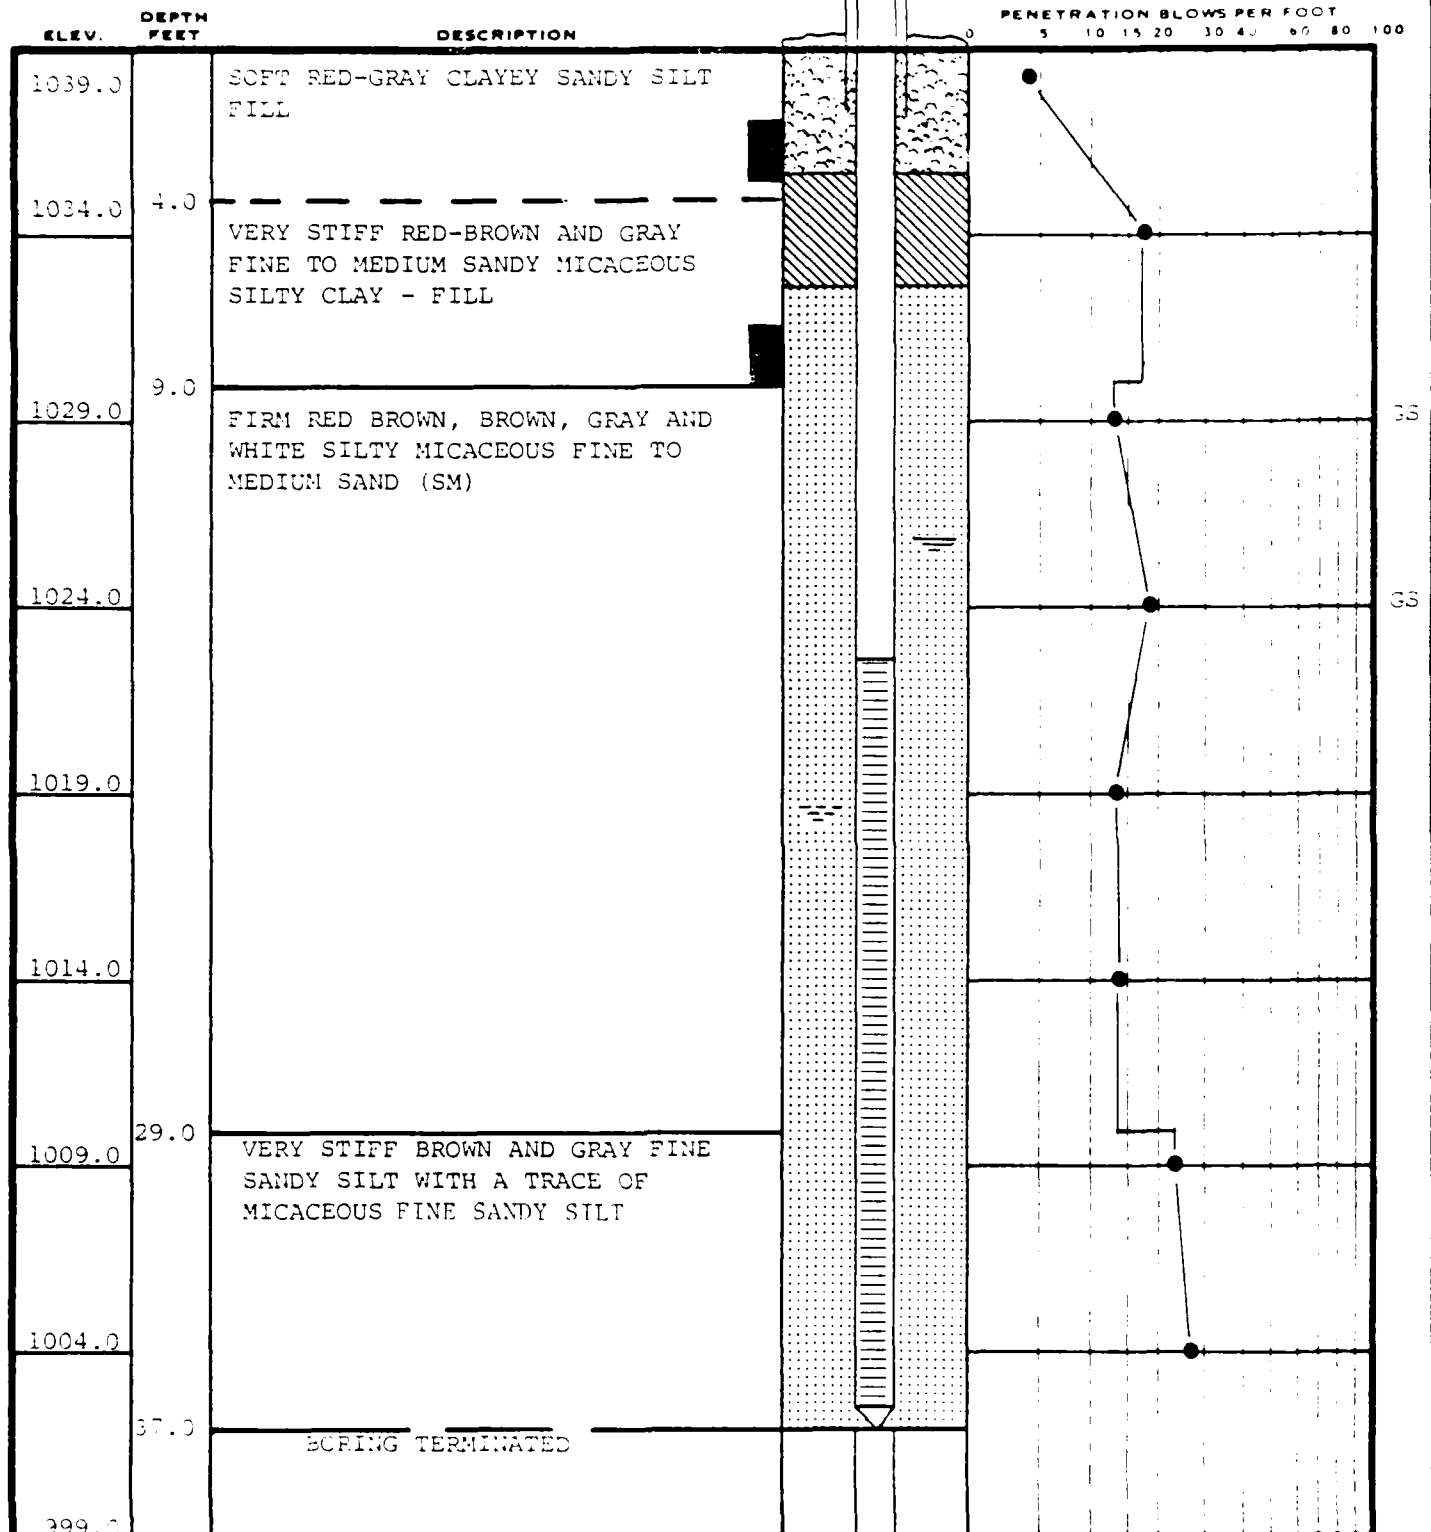 ELEV.
DEPTH
FEET
DESCRIPTION
PENETRATION BLOWS PER FOOT
0 5 10 15 20 30 40 60 80 100
1039.0
SOFT RED-GRAY CLAYEY SANDY SILT
FILL
1034.0
4.0
VERY STIFF RED-BROWN AND GRAY
FINE TO MEDIUM SANDY MICACEOUS
SILTY CLAY - FILL
9.0
1029.0
FIRM RED BROWN, BROWN, GRAY AND
WHITE SILTY MICACEOUS FINE TO
MEDIUM SAND (SM)
GS
1024.0
GS
1019.0
1014.0
29.0
1009.0
VERY STIFF BROWN AND GRAY FINE
SANDY SILT WITH A TRACE OF
MICACEOUS FINE SANDY SILT
1004.0
37.0
BORING TERMINATED
999.0